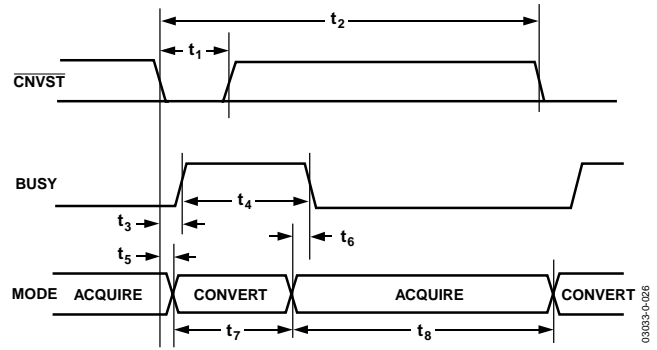 t2
t1
CNVST
BUSY
t4
t3
t6
t5
MODE ACQUIRE CONVERT ACQUIRE CONVERT
t7 t8
03033-0-026